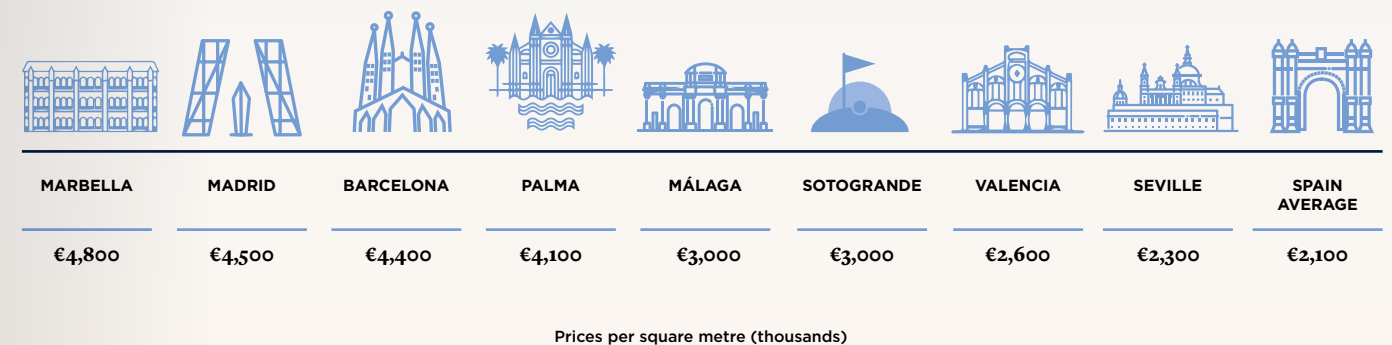 MARBELLA
MADRID
BARCELONA
PALMA
MÁLAGA
SOTOGRANDE
VALENCIA
SEVILLE
SPAIN
AVERAGE
€4,800
€4,500
€4,400
€4,100
€3,000
€3,000
€2,600
€2,300
€2,100
Prices per square metre (thousands)